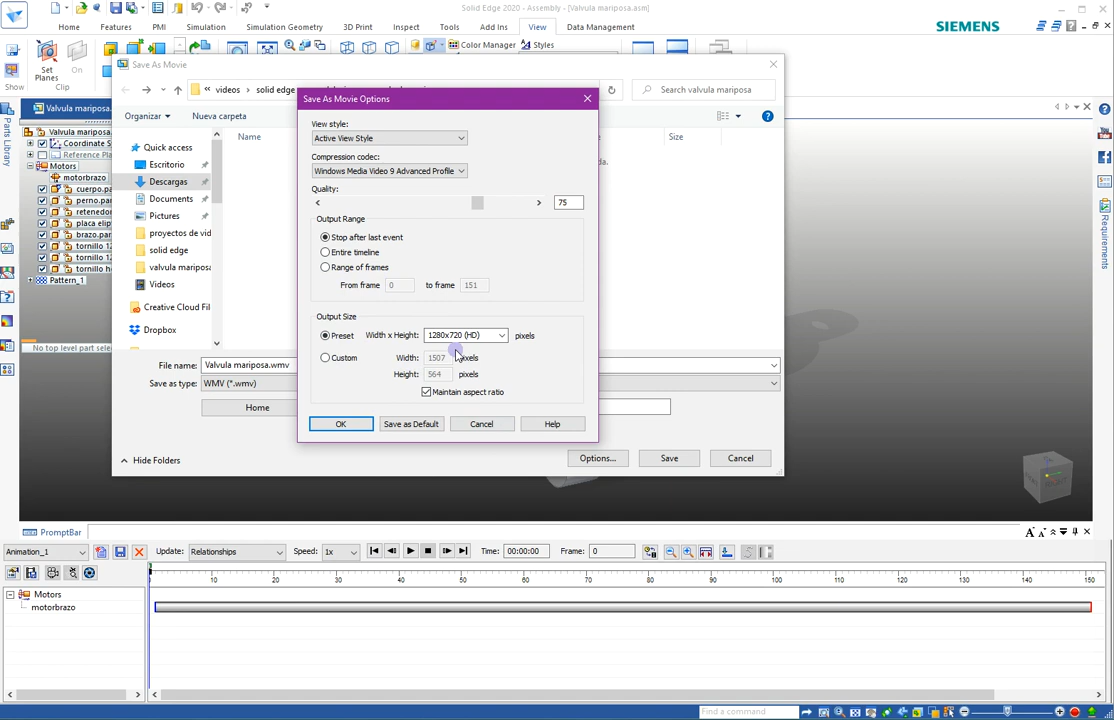 Solid Edge 2020 - Assembly - [Valvula mariposa.asm]
Home Features PMI Simulation Simulation Geometry 3D Print Inspect Tools Add Ins View Data Management
SIEMENS
Color Manager Styles
Set
Planes
On
Show Clip
Save As Movie
« videos › solid edge
Search valvula mariposa
Organizar Nueva carpeta
Name Size
Quick access
Escritorio
Descargas
Documents
Pictures
proyectos de vid
solid edge
valvula mariposa
Videos
Creative Cloud Fil
Dropbox
File name: Valvula mariposa.wmv
Save as type: WMV (*.wmv)
Home
Hide Folders
Options... Save Cancel
Save As Movie Options
View style:
Active View Style
Compression codec:
Windows Media Video 9 Advanced Profile
Quality:
75
Output Range
Stop after last event
Entire timeline
Range of frames
From frame 0 to frame 151
Output Size
Preset Width x Height: 1280x720 (HD) pixels
Custom Width: 1507 pixels
Height: 564 pixels
Maintain aspect ratio
OK Save as Default Cancel Help
Parts Library
Valvula mariposa.
Valvula mariposa.
Coordinate S
Reference Pla
Motors
motorbrazo
cuerpo.pa
perno.par
retenedor
placa elip
brazo.par
tornillo 12
tornillo 12
tornillo h
Pattern_1
No top level part selec
Requirements
PromptBar
Animation_1 Update: Relationships Speed: 1x Time: 00:00:00 Frame: 0
0 10 20 30 40 50 60 70 80 90 100 110 120 130 140 150
Motors
motorbrazo
Find a command